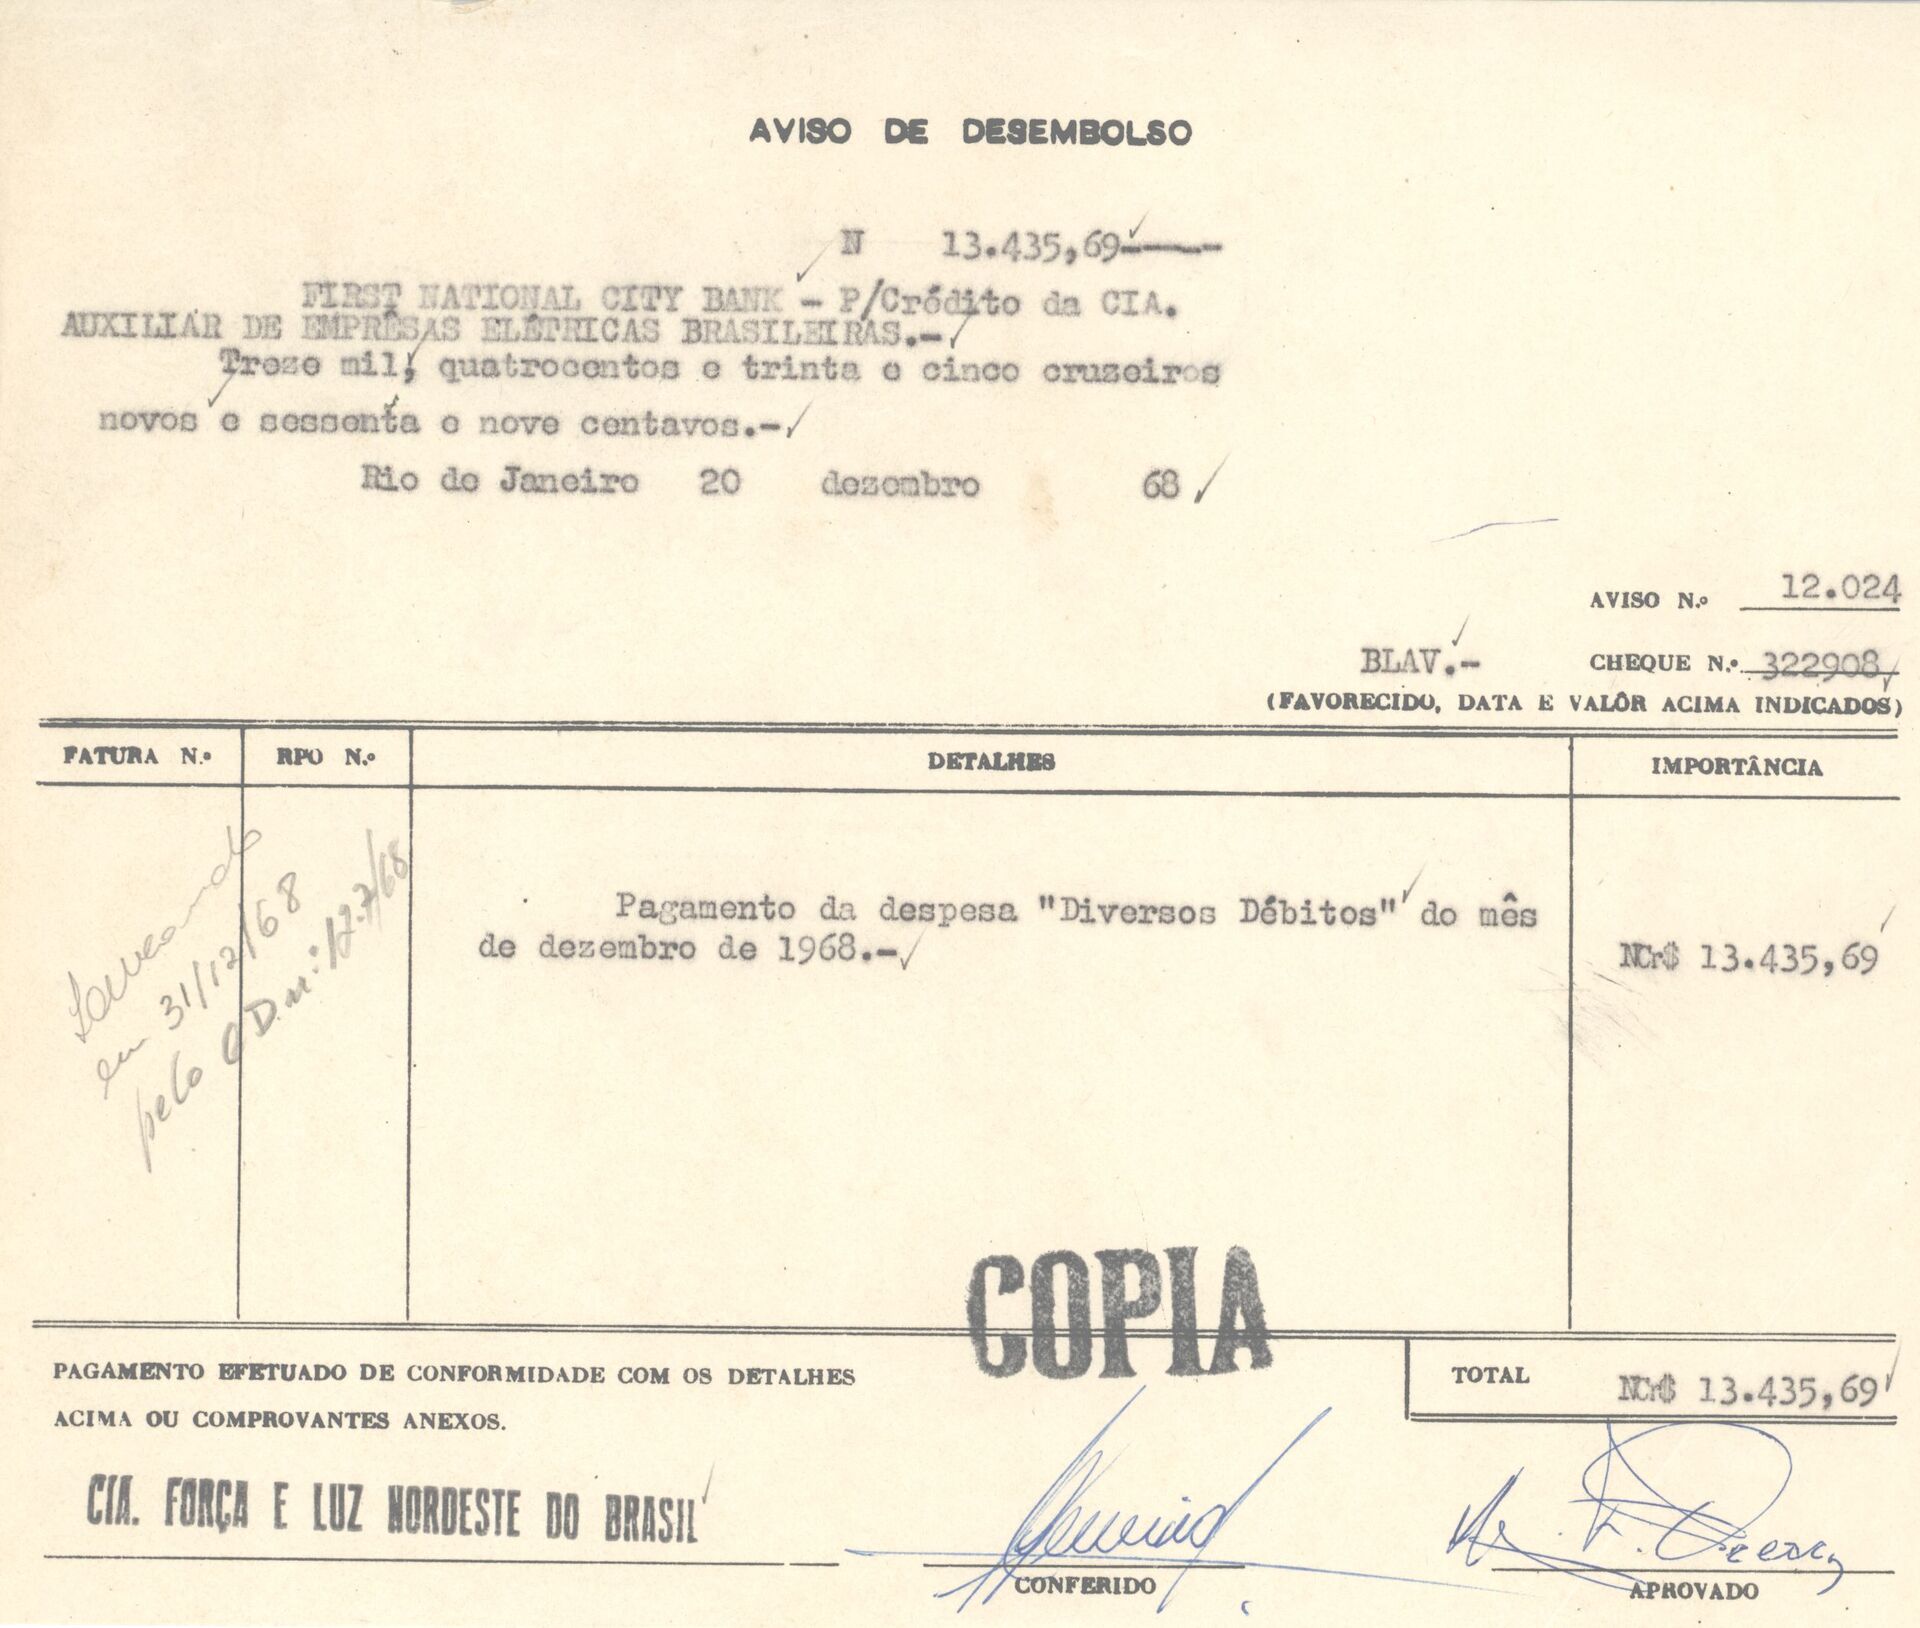 AVISO DE DESEMBOLSO
N 13.435,69-----
FIRST NATIONAL CITY BANK - P/Crédito da CIA.
AUXILIAR DE EMPRÊSAS ELÉTRICAS BRASILEIRAS.-
Treze mil, quatrocentos e trinta e cinco cruzeiros
novos e sessenta e nove centavos.-
Rio de Janeiro 20 dezembro 68
AVISO N.º 12.024
BLAV.- CHEQUE N.º 322908
(FAVORECIDO, DATA E VALÔR ACIMA INDICADOS)
FATURA N.º RPO N.º DETALHES IMPORTÂNCIA
em 31/12/68
pelo
Pagamento da despesa "Diversos Débitos" do mês
de dezembro de 1968.- NCr$ 13.435,69
COPIA
PAGAMENTO EFETUADO DE CONFORMIDADE COM OS DETALHES
ACIMA OU COMPROVANTES ANEXOS.
TOTAL NCr$ 13.435,69
CIA. FORÇA E LUZ NORDESTE DO BRASIL
CONFERIDO APROVADO